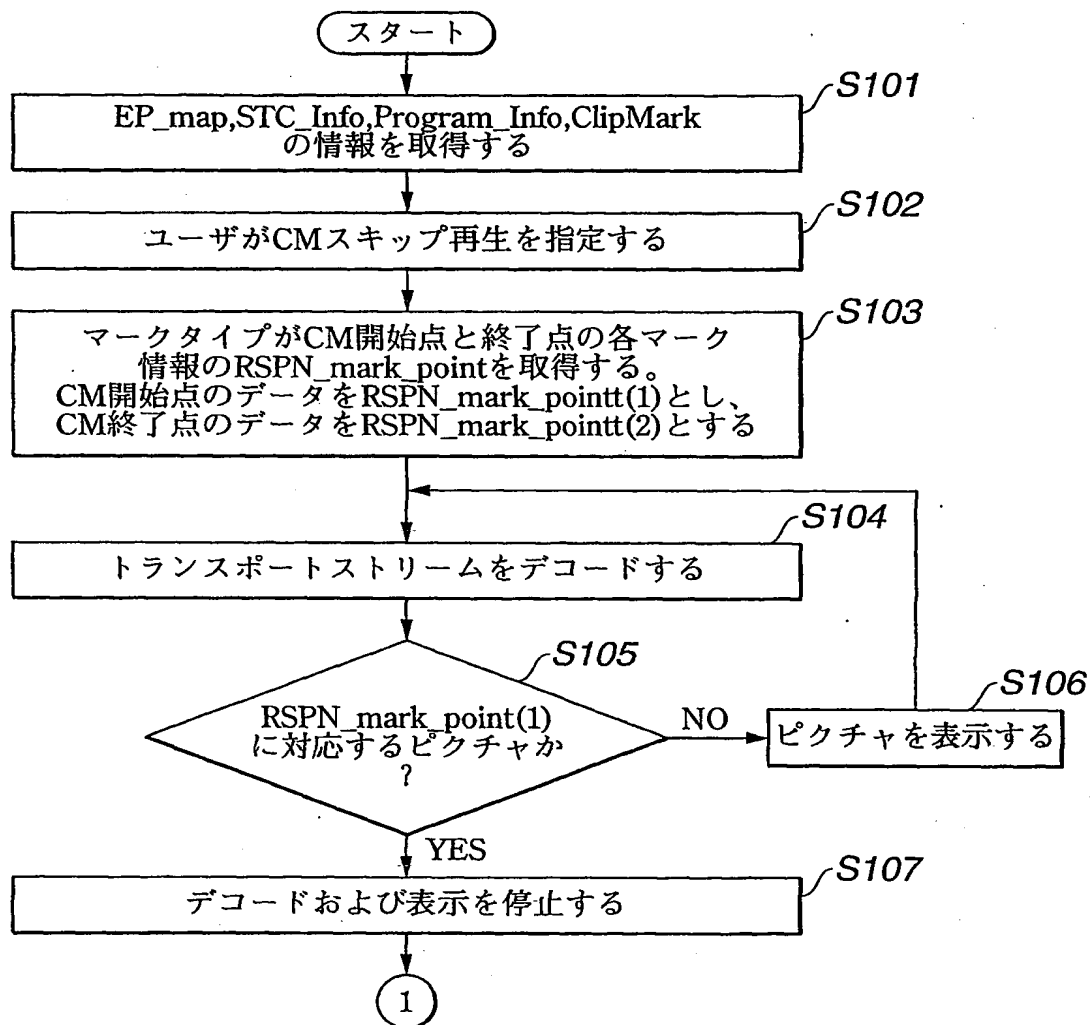 スタート
S101
EP_map,STC_Info,Program_Info,ClipMark
の情報を取得する
S102
ユーザがCMスキップ再生を指定する
S103
マークタイプがCM開始点と終了点の各マーク
情報のRSPN_mark_pointを取得する。
CM開始点のデータをRSPN_mark_pointt(1)とし、
CM終了点のデータをRSPN_mark_pointt(2)とする
S104
トランスポートストリームをデコードする
S105
RSPN_mark_point(1)
に対応するピクチャか
?
NO
S106
ピクチャを表示する
YES
S107
デコードおよび表示を停止する
1